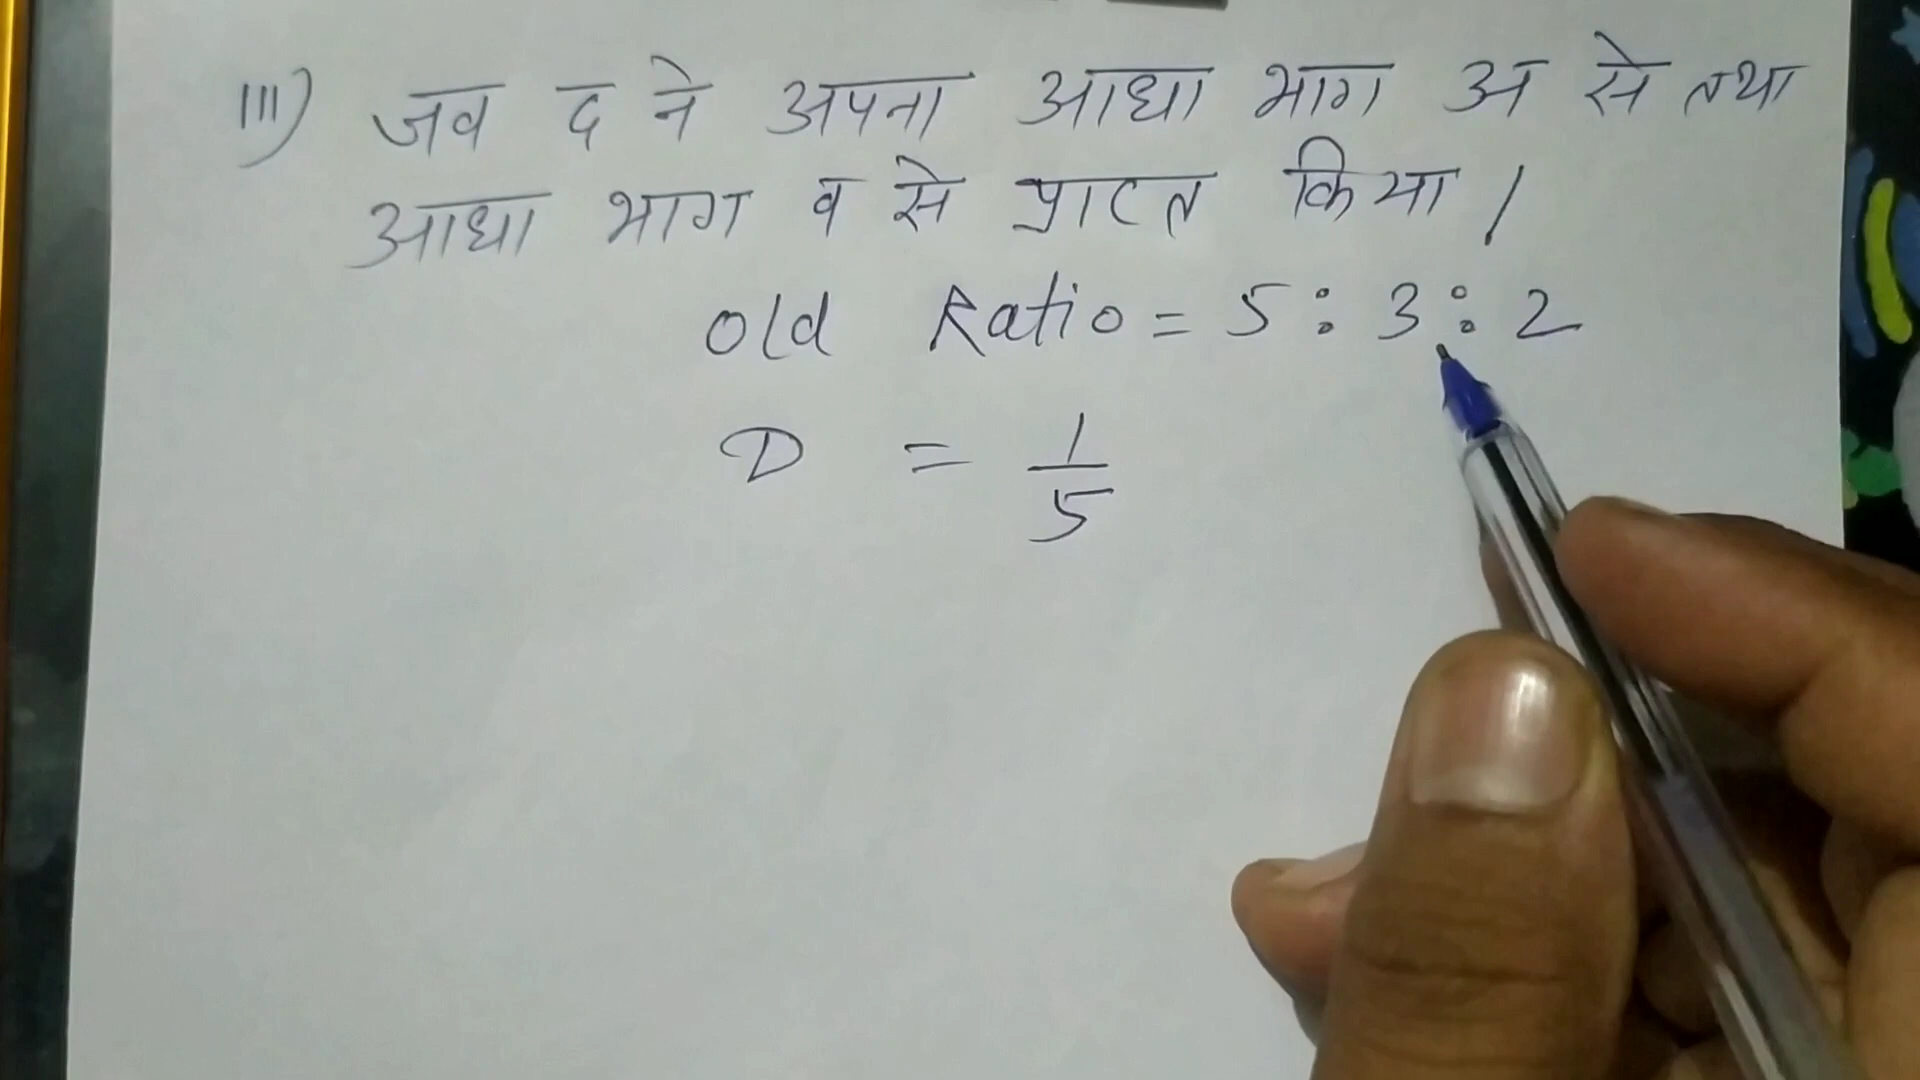 III) जब द ने अपना आधा भाग अ से तथा
आधा भाग ब से प्राप्त किया।
Old Ratio = 5 : 3 : 2
D = 1/5